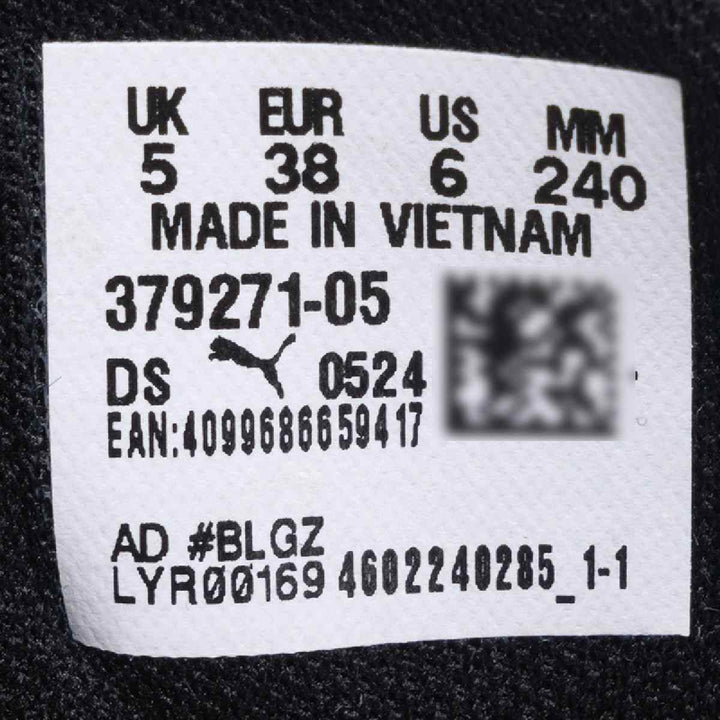 UK EUR US MM
5 38 6 240
MADE IN VIETNAM
379271-05
DS 0524
EAN:4099686659417
AD #BLGZ
LYR00169 4602240285_1-1